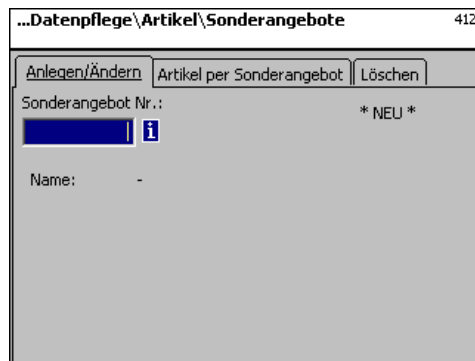 ...Datenpflege\Artikel\Sonderangebote 412
Anlegen/Ändern Artikel per Sonderangebot Löschen
Sonderangebot Nr.:
* NEU *
i
Name: -